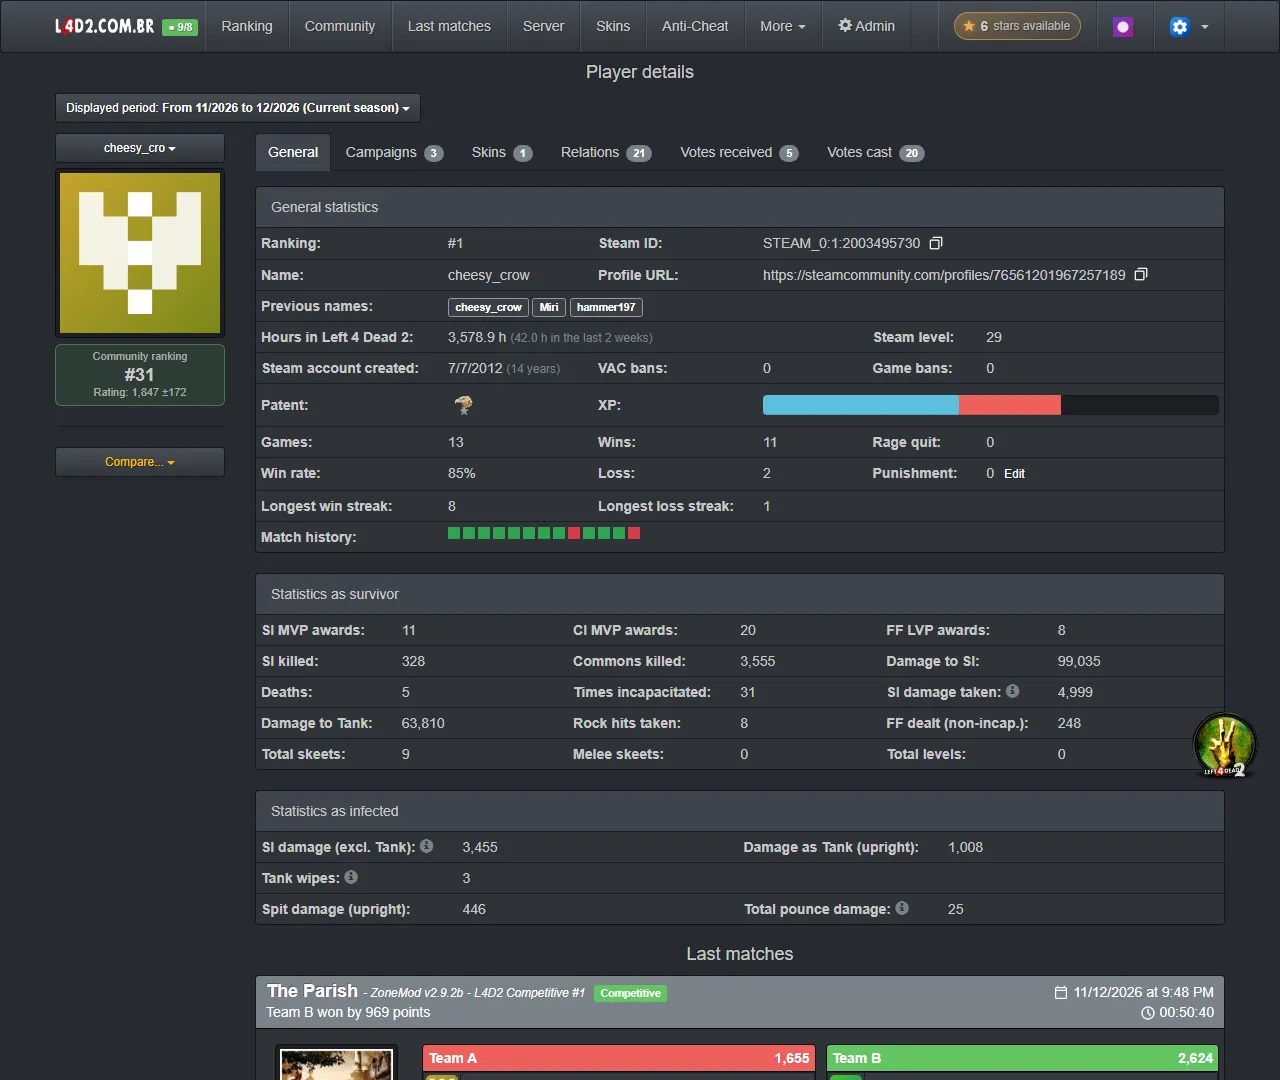 L4D2.COM.BR 9/8 Ranking Community Last matches Server Skins Anti-Cheat More Admin 6 stars available
Player details
Displayed period: From 11/2026 to 12/2026 (Current season)
cheesy_cro
General Campaigns 3 Skins 1 Relations 21 Votes received 5 Votes cast 20
Community ranking
#31
Rating: 1,847 ±172
Compare...
General statistics
Ranking: #1 Steam ID: STEAM_0:1:2003495730
Name: cheesy_crow Profile URL: https://steamcommunity.com/profiles/76561201967257189
Previous names: cheesy_crow Miri hammer197
Hours in Left 4 Dead 2: 3,578.9 h (42.0 h in the last 2 weeks) Steam level: 29
Steam account created: 7/7/2012 (14 years) VAC bans: 0 Game bans: 0
Patent: XP:
Games: 13 Wins: 11 Rage quit: 0
Win rate: 85% Loss: 2 Punishment: 0 Edit
Longest win streak: 8 Longest loss streak: 1
Match history:
Statistics as survivor
SI MVP awards: 11 CI MVP awards: 20 FF LVP awards: 8
SI killed: 328 Commons killed: 3,555 Damage to SI: 99,035
Deaths: 5 Times incapacitated: 31 SI damage taken: 4,999
Damage to Tank: 63,810 Rock hits taken: 8 FF dealt (non-incap.): 248
Total skeets: 9 Melee skeets: 0 Total levels: 0
LEFT 4 DEAD 2
Statistics as infected
SI damage (excl. Tank): 3,455 Damage as Tank (upright): 1,008
Tank wipes: 3
Spit damage (upright): 446 Total pounce damage: 25
Last matches
The Parish - ZoneMod v2.9.2b - L4D2 Competitive #1 Competitive 11/12/2026 at 9:48 PM
Team B won by 969 points 00:50:40
Team A 1,655 Team B 2,624